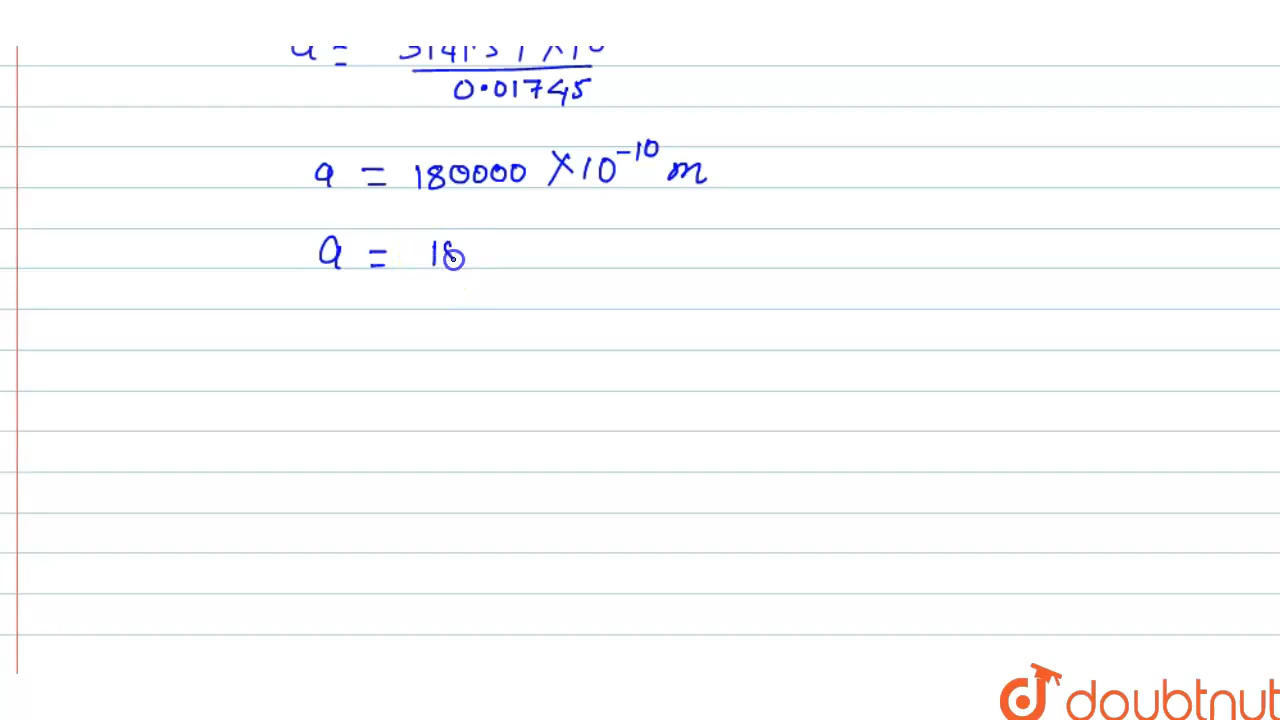 a =
0.01745
a = 180000 × 10⁻¹⁰ m
a = 18
doubtnut